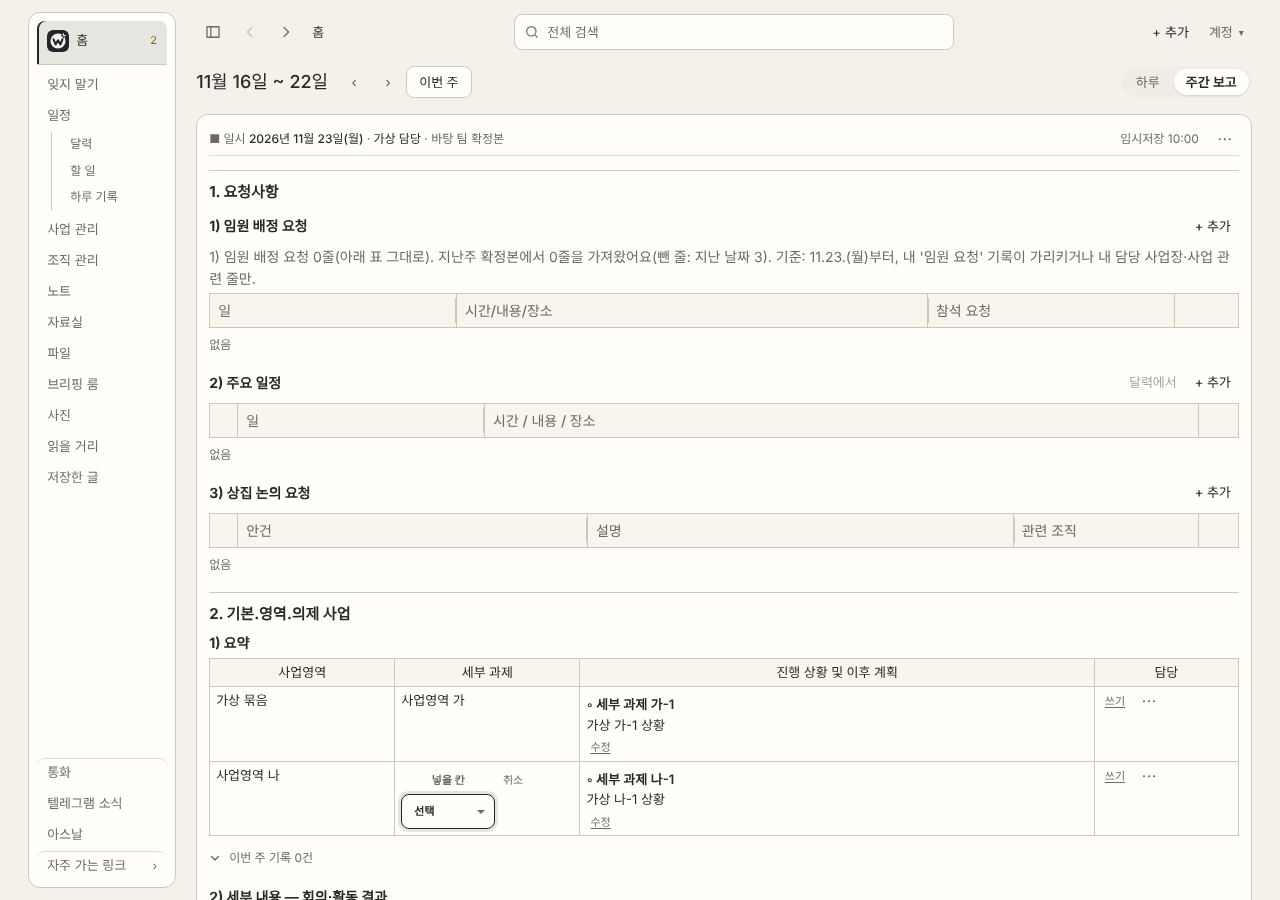 홈 2
잊지 말기
일정
달력
할 일
하루 기록
사업 관리
조직 관리
노트
자료실
파일
브리핑 룸
사진
읽을 거리
저장한 글
통화
텔레그램 소식
아스날
자주 가는 링크 ›
홈
전체 검색
+ 추가
계정 ▾
11월 16일 ~ 22일 ‹ › 이번 주
하루 주간 보고
■ 일시 2026년 11월 23일(월) · 가상 담당 · 바탕 팀 확정본
임시저장 10:00 ···
1. 요청사항
1) 임원 배정 요청
+ 추가
1) 임원 배정 요청 0줄(아래 표 그대로). 지난주 확정본에서 0줄을 가져왔어요(뺀 줄: 지난 날짜 3). 기준: 11.23.(월)부터, 내 '임원 요청' 기록이 가리키거나 내 담당 사업장·사업 관
련 줄만.
일 시간/내용/장소 참석 요청
없음
2) 주요 일정
달력에서 + 추가
일 시간 / 내용 / 장소
없음
3) 상집 논의 요청
+ 추가
안건 설명 관련 조직
없음
2. 기본.영역.의제 사업
1) 요약
사업영역 세부 과제 진행 상황 및 이후 계획 담당
가상 묶음 사업영역 가 ∘ 세부 과제 가-1 쓰기 ···
가상 가-1 상황
수정
사업영역 나 넣을 칸 취소 ∘ 세부 과제 나-1 쓰기 ···
선택 가상 나-1 상황
수정
이번 주 기록 0건
2) 세부 내용 — 회의·활동 결과